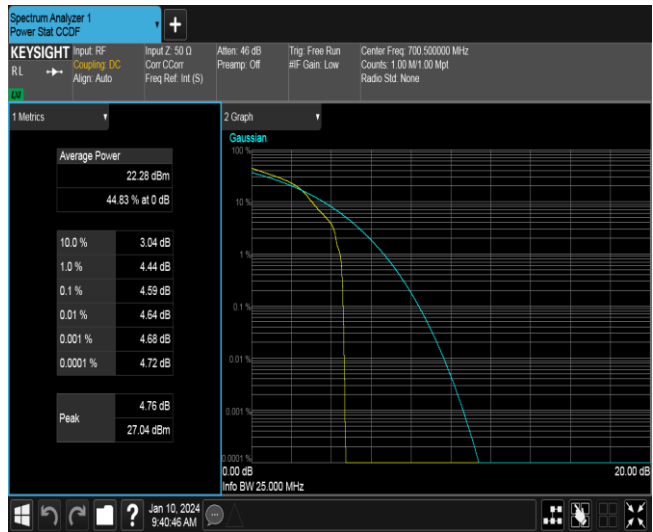 Spectrum Analyzer 1
Power Stat CCDF
+
KEYSIGHT
RL
Input: RF
Coupling: DC
Align: Auto
Input Z: 50 Ω
Corr CCorr
Freq Ref: Int (S)
Atten: 46 dB
Preamp: Off
Trig: Free Run
#IF Gain: Low
Center Freq: 700.500000 MHz
Counts: 1.00 M/1.00 Mpt
Radio Std: None
1 Metrics
Average Power
22.28 dBm
44.83 % at 0 dB
10.0 % 3.04 dB
1.0 % 4.44 dB
0.1 % 4.59 dB
0.01 % 4.64 dB
0.001 % 4.68 dB
0.0001 % 4.72 dB
Peak
4.76 dB
27.04 dBm
2 Graph
Gaussian
100 %
10 %
1 %
0.1 %
0.01 %
0.001 %
0.0001 %
0.00 dB
20.00 dB
Info BW 25.000 MHz
?
Jan 10, 2024
9:40:46 AM